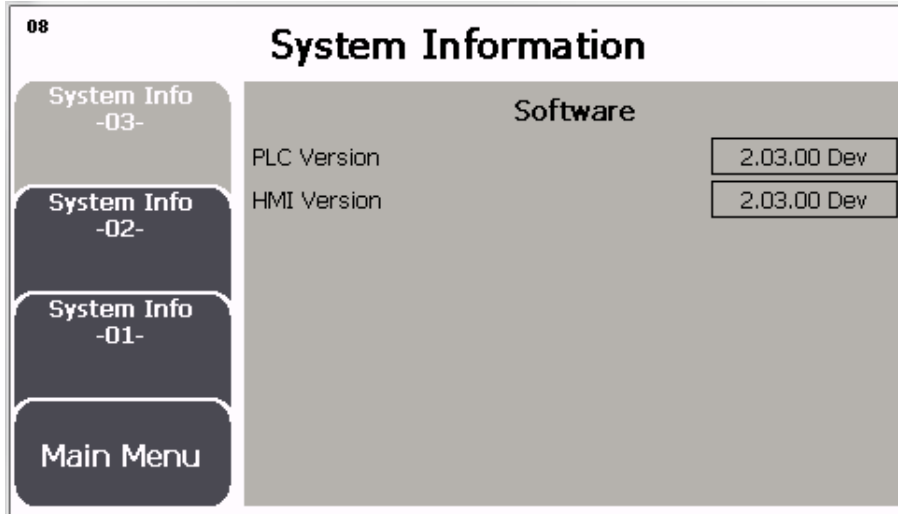 08
System Information
System Info
-03-
System Info
-02-
System Info
-01-
Main Menu
Software
PLC Version 2.03.00 Dev
HMI Version 2.03.00 Dev